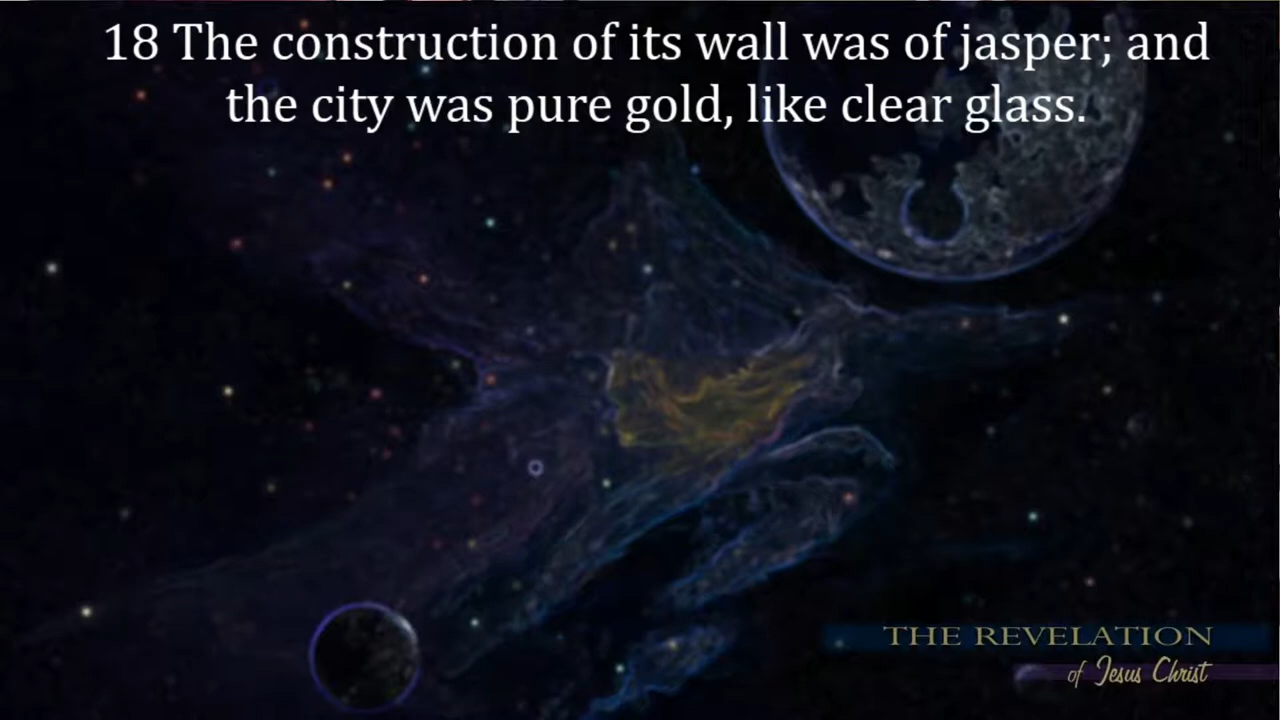 18 The construction of its wall was of jasper; and
the city was pure gold, like clear glass.
THE REVELATION
of Jesus Christ